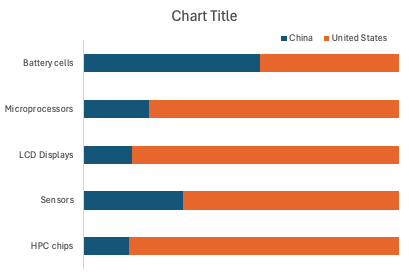 Chart Title
China United States
Battery cells
Microprocessors
LCD Displays
Sensors
HPC chips